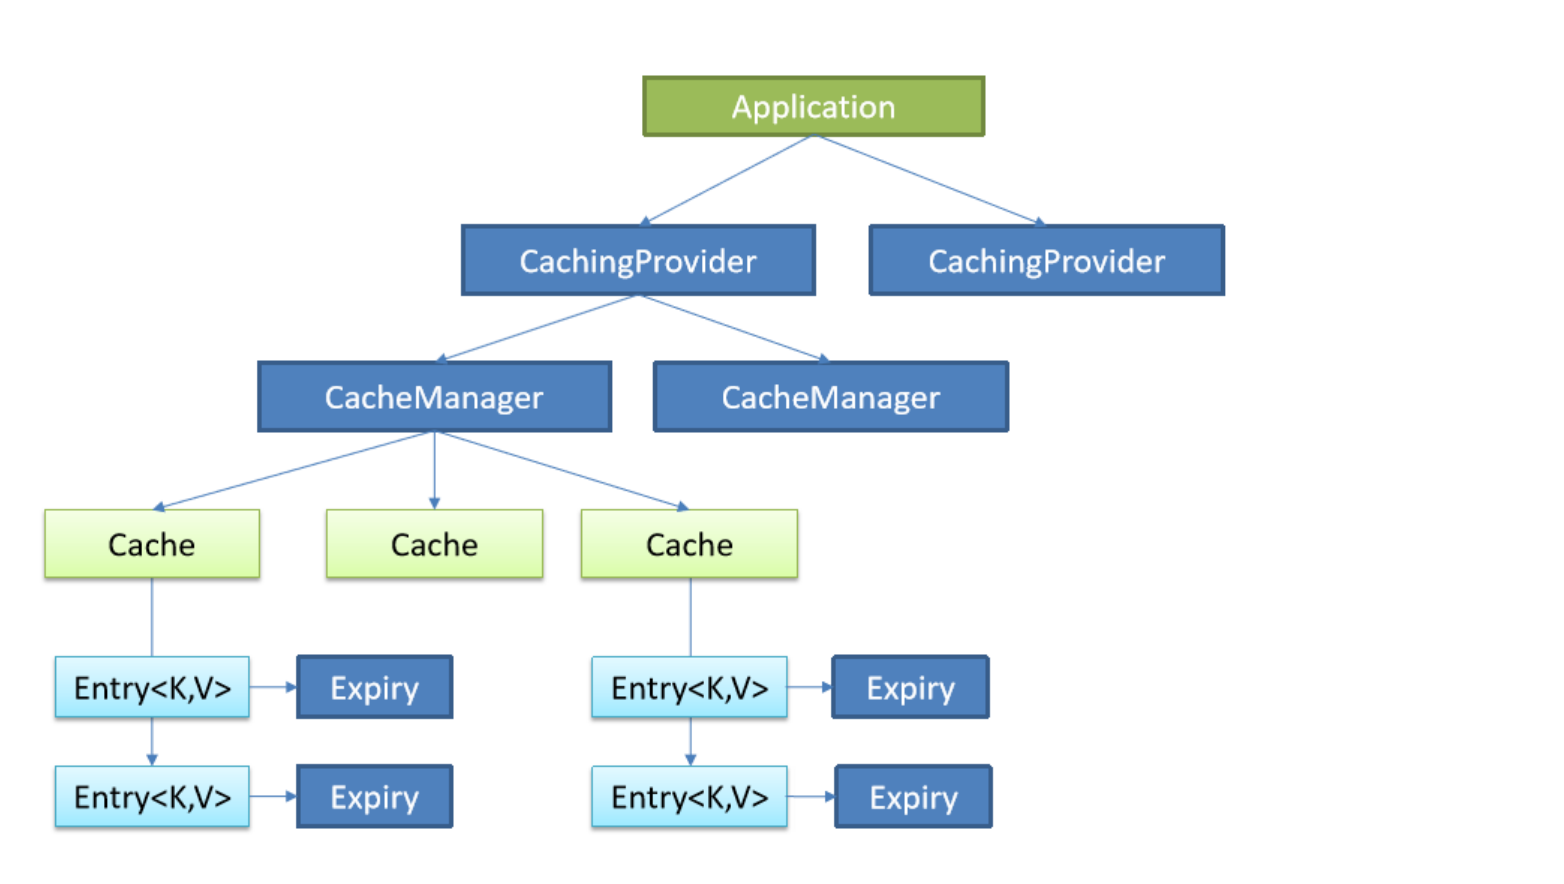 Application
CachingProvider
CachingProvider
CacheManager
CacheManager
Cache
Cache
Cache
Entry<K,V>
Expiry
Entry<K,V>
Expiry
Entry<K,V>
Expiry
Entry<K,V>
Expiry